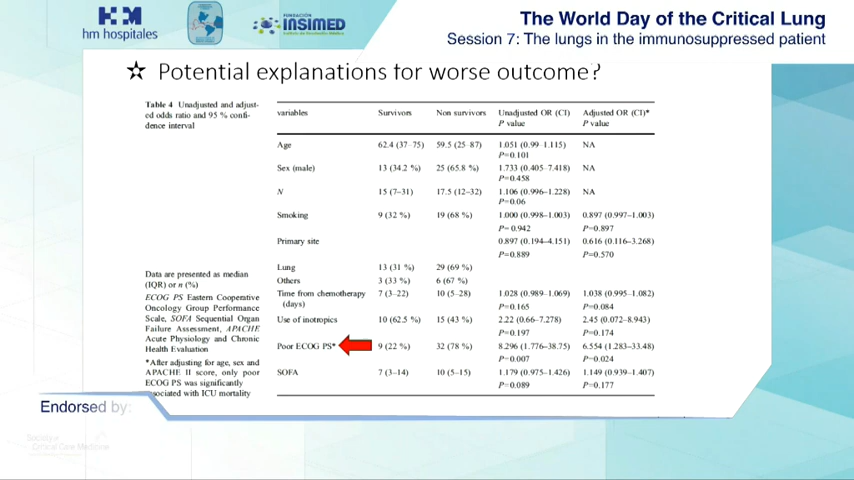 hm hospitales
FUNDACIÓN
INSIMED
The World Day of the Critical Lung
Session 7: The lungs in the immunosuppressed patient
☆ Potential explanations for worse outcome?
Table 4 Unadjusted and adjust-
ed odds ratio and 95 % confi-
dence interval
variables Survivors Non survivors Unadjusted OR (CI) Adjusted OR (CI)*
P value P value
Age 62.4 (37–75) 59.5 (25–87) 1.051 (0.99–1.115) NA
P=0.101
Sex (male) 13 (34.2 %) 25 (65.8 %) 1.733 (0.405–7.418) NA
P=0.458
N 15 (7–31) 17.5 (12–32) 1.106 (0.996–1.228) NA
P=0.06
Smoking 9 (32 %) 19 (68 %) 1.000 (0.998–1.003) 0.897 (0.997–1.003)
P= 0.942 P=0.897
Primary site 0.897 (0.194–4.151) 0.616 (0.116–3.268)
P=0.889 P=0.570
Lung 13 (31 %) 29 (69 %)
Others 3 (33 %) 6 (67 %)
Time from chemotherapy 7 (3–22) 10 (5–28) 1.028 (0.989–1.069) 1.038 (0.995–1.082)
(days) P=0.165 P=0.084
Use of inotropics 10 (62.5 %) 15 (43 %) 2.22 (0.66–7.278) 2.45 (0.072–8.943)
P=0.197 P=0.174
Poor ECOG PS* 9 (22 %) 32 (78 %) 8.296 (1.776–38.75) 6.554 (1.283–33.48)
P=0.007 P=0.024
SOFA 7 (3–14) 10 (5–15) 1.179 (0.975–1.426) 1.149 (0.939–1.407)
P=0.089 P=0.177
Data are presented as median
(IQR) or n (%)
ECOG PS Eastern Cooperative
Oncology Group Performance
Scale, SOFA Sequential Organ
Failure Assessment, APACHE
Acute Physiology and Chronic
Health Evaluation
*After adjusting for age, sex and
APACHE II score, only poor
ECOG PS was significantly
associated with ICU mortality
Endorsed by:
Society of
Critical Care Medicine